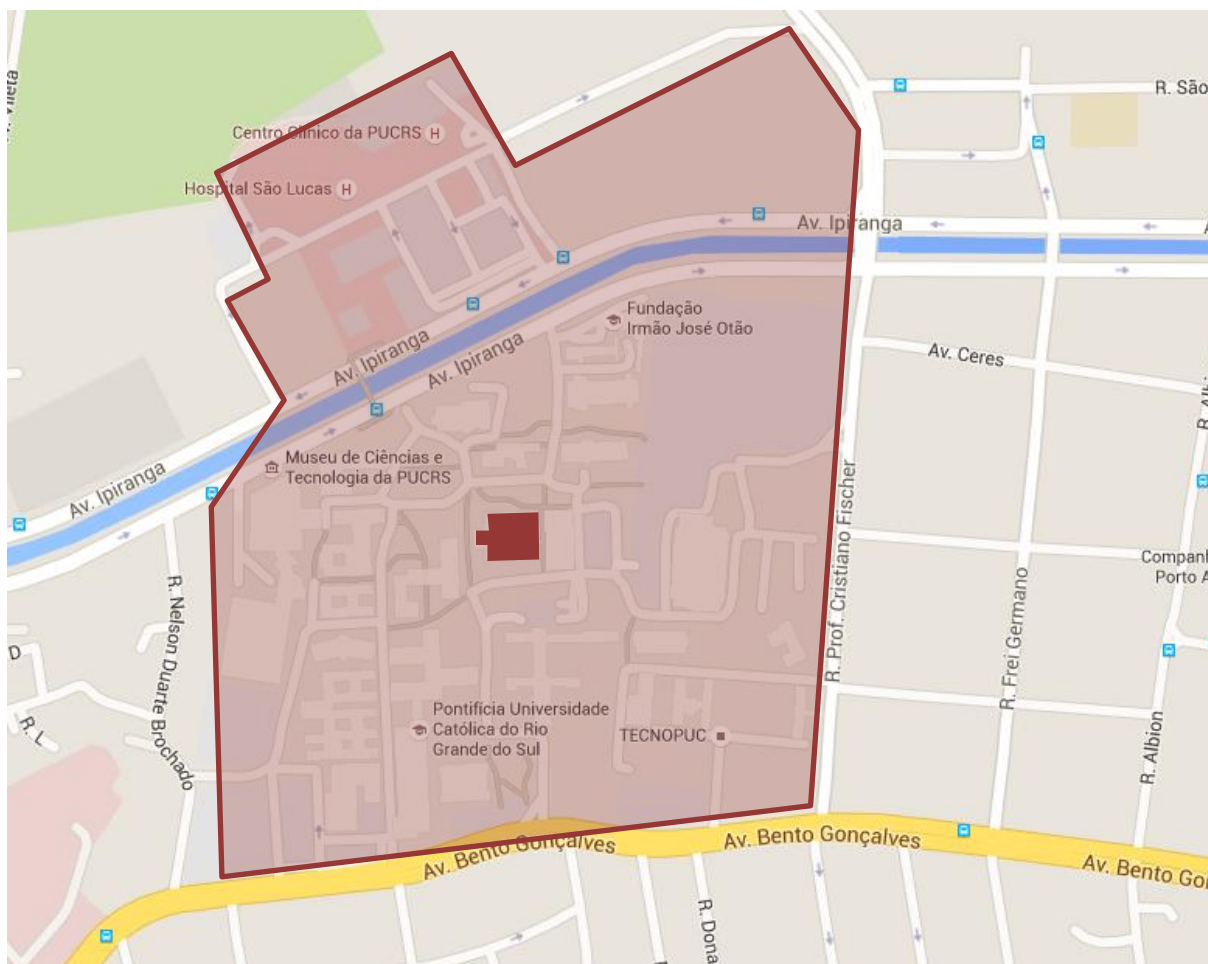 R. São
Centro Clínico da PUCRS
H
Hospital São Lucas
H
Av. Ipiranga
Fundação
Irmão José Otão
Av. Ipiranga
Av. Ipiranga
Av. Ceres
Museu de Ciências e
Tecnologia da PUCRS
Av. Ipiranga
R. Prof. Cristiano Fischer
R. Nelson Duarte Brochado
R. Frei Germano
Porto A
D
R. L
Pontifícia Universidade
Católica do Rio
Grande do Sul
TECNOPUC
R. Albion
Av. Bento Gonçalves
Av. Bento Gonçalves
Av. Bento Gon
R. Dona